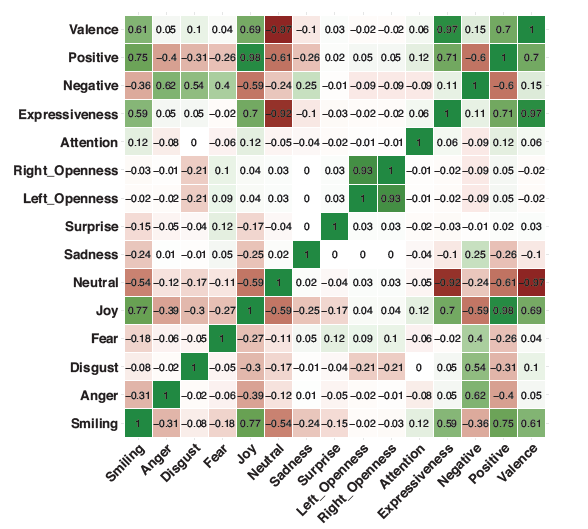 Valence 0.61 0.05 0.1 0.04 0.69 −0.97 −0.1 0.03 −0.02 −0.02 0.06 0.97 0.15 0.7 1
Positive 0.75 −0.4 −0.31 −0.26 0.98 −0.61 −0.26 0.02 0.05 0.05 0.12 0.71 −0.6 1 0.7
Negative −0.36 0.62 0.54 0.4 −0.59 −0.24 0.25 −0.01 −0.09 −0.09 −0.09 0.11 1 −0.6 0.15
Expressiveness 0.59 0.05 0.05 −0.02 0.7 −0.92 −0.1 −0.03 −0.02 −0.02 0.06 1 0.11 0.71 0.97
Attention 0.12 −0.08 0 −0.06 0.12 −0.05 −0.04 −0.02 −0.01 −0.01 1 0.06 −0.09 0.12 0.06
Right_Openness −0.03 −0.01 −0.21 0.1 0.04 0.03 0 0.03 0.93 1 −0.01 −0.02 −0.09 0.05 −0.02
Left_Openness −0.02 −0.02 −0.21 0.09 0.04 0.03 0 0.03 1 0.93 −0.01 −0.02 −0.09 0.05 −0.02
Surprise −0.15 −0.05 −0.04 0.12 −0.17 −0.04 0 1 0.03 0.03 −0.02 −0.03 −0.01 0.02 0.03
Sadness −0.24 0.01 −0.01 0.05 −0.25 0.02 1 0 0 0 −0.04 −0.1 0.25 −0.26 −0.1
Neutral −0.54 −0.12 −0.17 −0.11 −0.59 1 0.02 −0.04 0.03 0.03 −0.05 −0.92 −0.24 −0.61 −0.97
Joy 0.77 −0.39 −0.3 −0.27 1 −0.59 −0.25 −0.17 0.04 0.04 0.12 0.7 −0.59 0.98 0.69
Fear −0.18 −0.06 −0.05 1 −0.27 −0.11 0.05 0.12 0.09 0.1 −0.06 −0.02 0.4 −0.26 0.04
Disgust −0.08 −0.02 1 −0.05 −0.3 −0.17 −0.01 −0.04 −0.21 −0.21 0 0.05 0.54 −0.31 0.1
Anger −0.31 1 −0.02 −0.06 −0.39 −0.12 0.01 −0.05 −0.02 −0.01 −0.08 0.05 0.62 −0.4 0.05
Smiling 1 −0.31 −0.08 −0.18 0.77 −0.54 −0.24 −0.15 −0.02 −0.03 0.12 0.59 −0.36 0.75 0.61
Smiling Anger Disgust Fear Joy Neutral Sadness Surprise Left_Openness Right_Openness Attention Expressiveness Negative Positive Valence